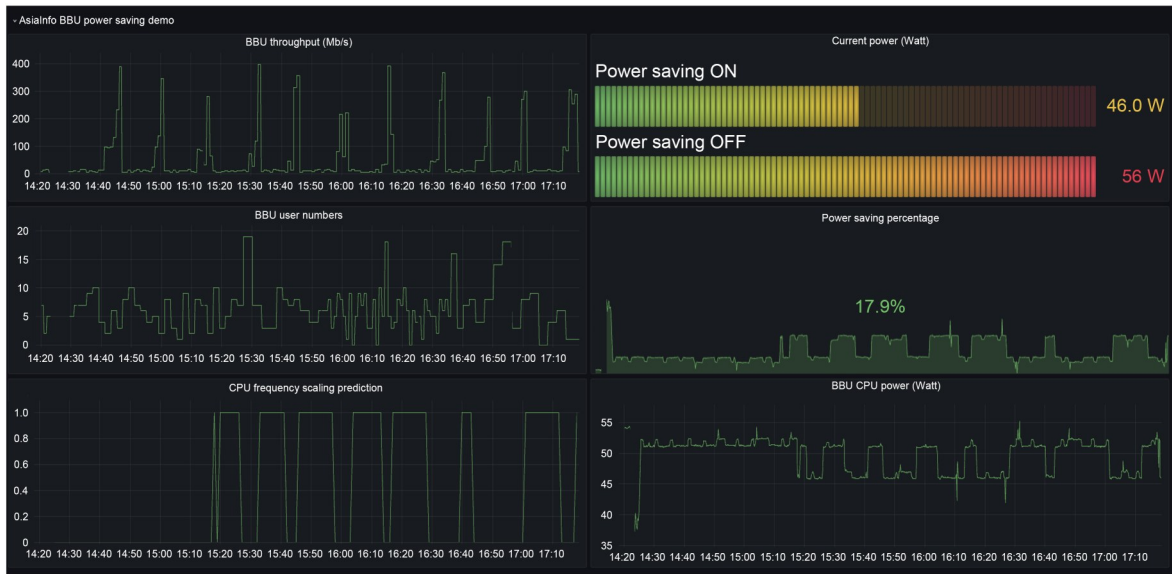 AsiaInfo BBU power saving demo
BBU throughput (Mb/s)
400
300
200
100
0
14:20 14:30 14:40 14:50 15:00 15:10 15:20 15:30 15:40 15:50 16:00 16:10 16:20 16:30 16:40 16:50 17:00 17:10
Current power (Watt)
Power saving ON
46.0 W
Power saving OFF
56 W
BBU user numbers
20
15
10
5
0
14:20 14:30 14:40 14:50 15:00 15:10 15:20 15:30 15:40 15:50 16:00 16:10 16:20 16:30 16:40 16:50 17:00 17:10
Power saving percentage
17.9%
CPU frequency scaling prediction
1.0
0.8
0.6
0.4
0.2
0
14:20 14:30 14:40 14:50 15:00 15:10 15:20 15:30 15:40 15:50 16:00 16:10 16:20 16:30 16:40 16:50 17:00 17:10
BBU CPU power (Watt)
55
50
45
40
35
14:20 14:30 14:40 14:50 15:00 15:10 15:20 15:30 15:40 15:50 16:00 16:10 16:20 16:30 16:40 16:50 17:00 17:10